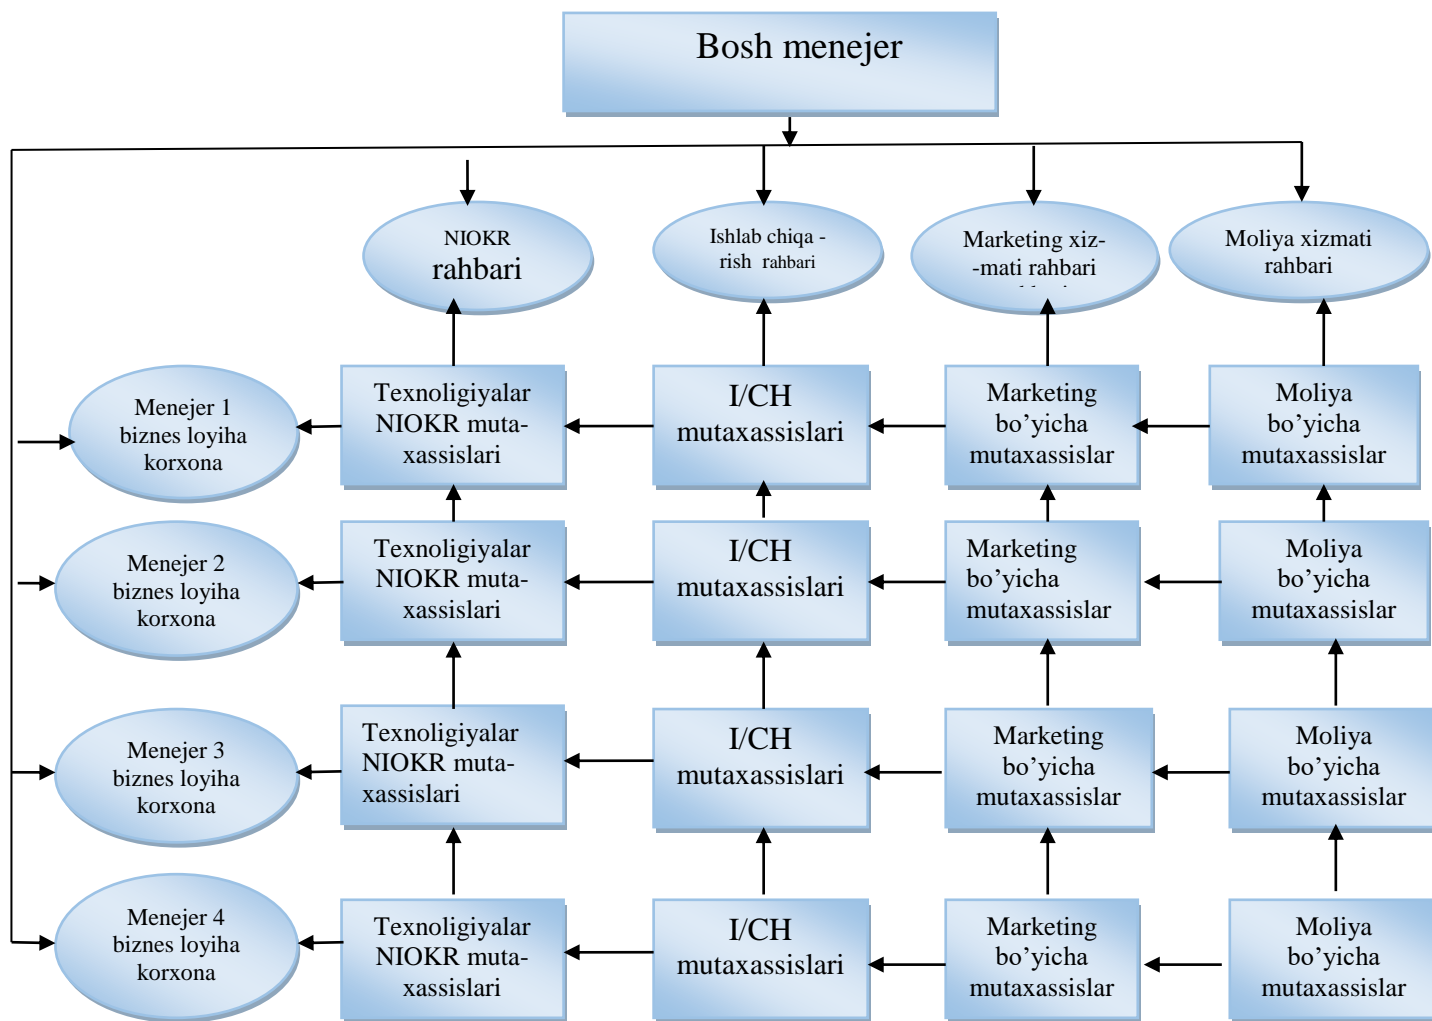 Bosh menejer
NIOKR
rahbari
Ishlab chiqa -
rish rahbari
Marketing xiz-
-mati rahbari
Moliya xizmati
rahbari
Menejer 1
biznes loyiha
korxona
Texnoligiyalar
NIOKR muta-
xassislari
I/CH
mutaxassislari
Marketing
bo’yicha
mutaxassislar
Moliya
bo’yicha
mutaxassislar
Menejer 2
biznes loyiha
korxona
Texnoligiyalar
NIOKR muta-
xassislari
I/CH
mutaxassislari
Marketing
bo’yicha
mutaxassislar
Moliya
bo’yicha
mutaxassislar
Menejer 3
biznes loyiha
korxona
Texnoligiyalar
NIOKR muta-
xassislari
I/CH
mutaxassislari
Marketing
bo’yicha
mutaxassislar
Moliya
bo’yicha
mutaxassislar
Menejer 4
biznes loyiha
korxona
Texnoligiyalar
NIOKR muta-
xassislari
I/CH
mutaxassislari
Marketing
bo’yicha
mutaxassislar
Moliya
bo’yicha
mutaxassislar